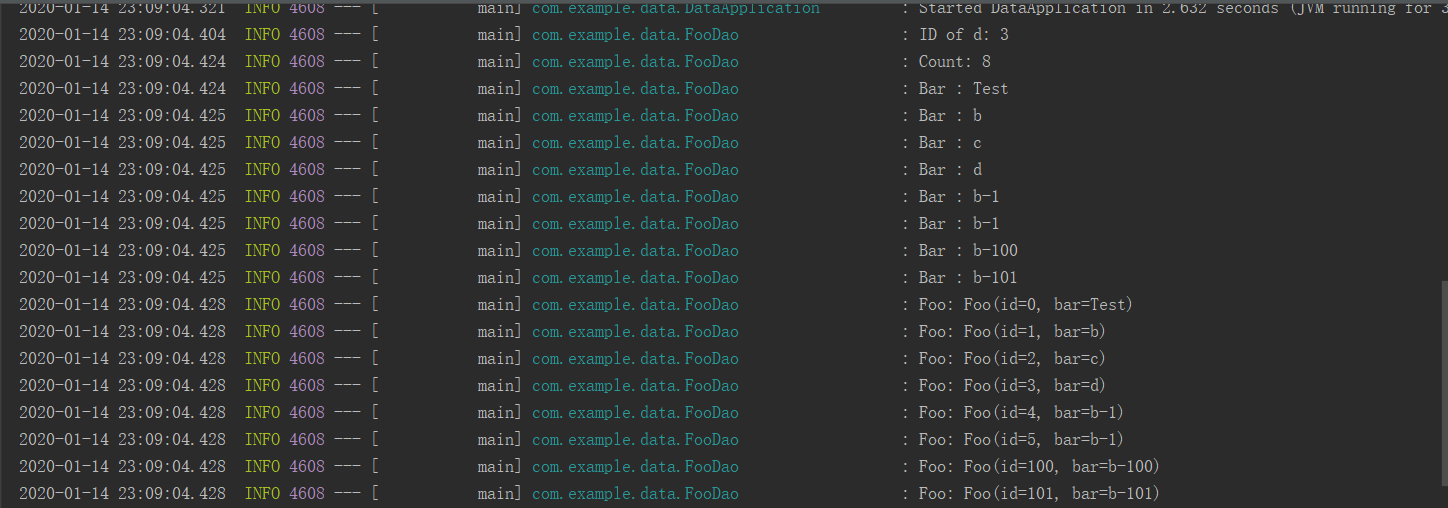 2020-01-14 23:09:04.321  INFO 4608 --- [           main] com.example.data.DataApplication         : Started DataApplication in 2.632 seconds (JVM running for
2020-01-14 23:09:04.404  INFO 4608 --- [           main] com.example.data.FooDao                  : ID of d: 3
2020-01-14 23:09:04.424  INFO 4608 --- [           main] com.example.data.FooDao                  : Count: 8
2020-01-14 23:09:04.424  INFO 4608 --- [           main] com.example.data.FooDao                  : Bar : Test
2020-01-14 23:09:04.425  INFO 4608 --- [           main] com.example.data.FooDao                  : Bar : b
2020-01-14 23:09:04.425  INFO 4608 --- [           main] com.example.data.FooDao                  : Bar : c
2020-01-14 23:09:04.425  INFO 4608 --- [           main] com.example.data.FooDao                  : Bar : d
2020-01-14 23:09:04.425  INFO 4608 --- [           main] com.example.data.FooDao                  : Bar : b-1
2020-01-14 23:09:04.425  INFO 4608 --- [           main] com.example.data.FooDao                  : Bar : b-1
2020-01-14 23:09:04.425  INFO 4608 --- [           main] com.example.data.FooDao                  : Bar : b-100
2020-01-14 23:09:04.425  INFO 4608 --- [           main] com.example.data.FooDao                  : Bar : b-101
2020-01-14 23:09:04.428  INFO 4608 --- [           main] com.example.data.FooDao                  : Foo: Foo(id=0, bar=Test)
2020-01-14 23:09:04.428  INFO 4608 --- [           main] com.example.data.FooDao                  : Foo: Foo(id=1, bar=b)
2020-01-14 23:09:04.428  INFO 4608 --- [           main] com.example.data.FooDao                  : Foo: Foo(id=2, bar=c)
2020-01-14 23:09:04.428  INFO 4608 --- [           main] com.example.data.FooDao                  : Foo: Foo(id=3, bar=d)
2020-01-14 23:09:04.428  INFO 4608 --- [           main] com.example.data.FooDao                  : Foo: Foo(id=4, bar=b-1)
2020-01-14 23:09:04.428  INFO 4608 --- [           main] com.example.data.FooDao                  : Foo: Foo(id=5, bar=b-1)
2020-01-14 23:09:04.428  INFO 4608 --- [           main] com.example.data.FooDao                  : Foo: Foo(id=100, bar=b-100)
2020-01-14 23:09:04.428  INFO 4608 --- [           main] com.example.data.FooDao                  : Foo: Foo(id=101, bar=b-101)